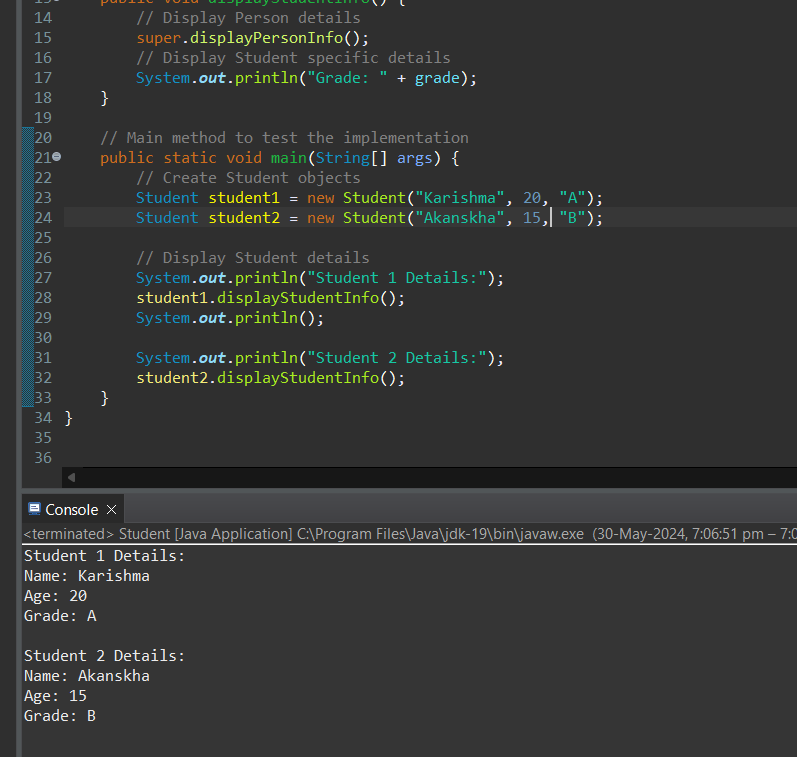 14 // Display Person details
15 super.displayPersonInfo();
16 // Display Student specific details
17 System.out.println("Grade: " + grade);
18 }
19
20 // Main method to test the implementation
21 public static void main(String[] args) {
22 // Create Student objects
23 Student student1 = new Student("Karishma", 20, "A");
24 Student student2 = new Student("Akanskha", 15, "B");
25
26 // Display Student details
27 System.out.println("Student 1 Details:");
28 student1.displayStudentInfo();
29 System.out.println();
30
31 System.out.println("Student 2 Details:");
32 student2.displayStudentInfo();
33 }
34 }
35
36
Console
<terminated> Student [Java Application] C:\Program Files\Java\jdk-19\bin\javaw.exe (30-May-2024, 7:06:51 pm – 7:0
Student 1 Details:
Name: Karishma
Age: 20
Grade: A
Student 2 Details:
Name: Akanskha
Age: 15
Grade: B